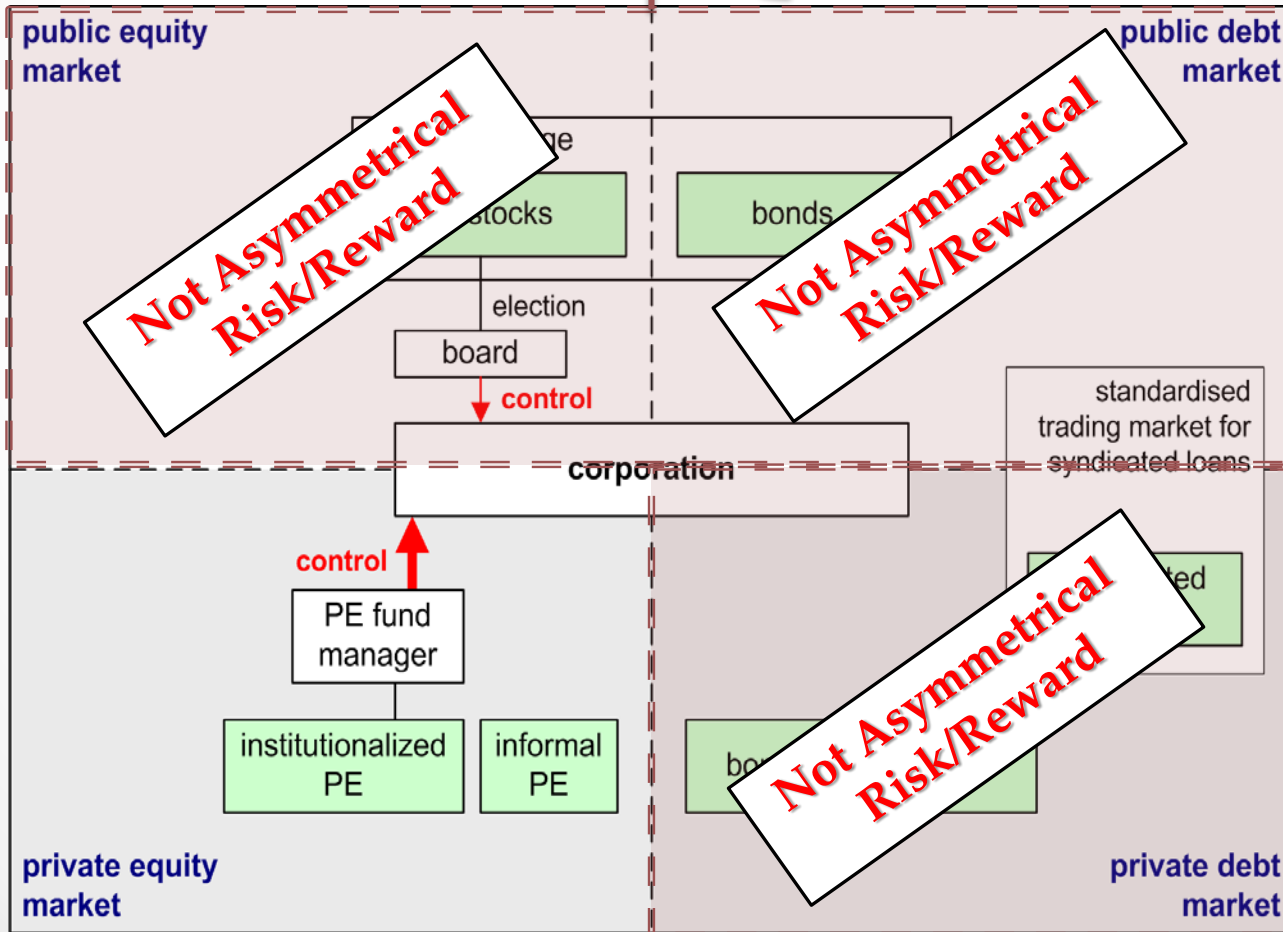 public equity
market
public debt
market
Not Asymmetrical
Risk/Reward
Not Asymmetrical
Risk/Reward
stocks
bonds
election
board
control
standardised
trading market for
syndicated loans
corporation
control
PE fund
manager
institutionalized
PE
informal
PE
Not Asymmetrical
Risk/Reward
private equity
market
private debt
market